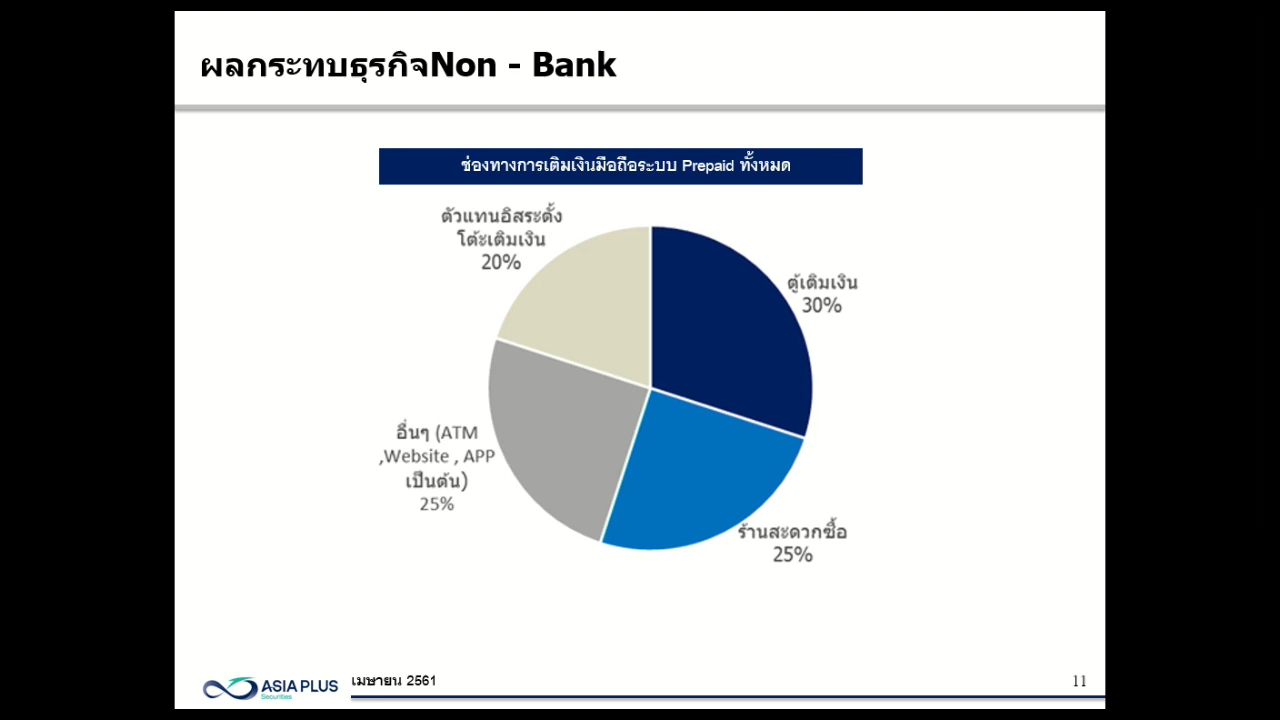 ผลกระทบธุรกิจNon - Bank
ช่องทางการเติมเงินมือถือระบบ Prepaid ทั้งหมด
ตัวแทนอิสระตั้ง
โต้ะเติมเงิน
20%
ตู้เติมเงิน
30%
อื่นๆ (ATM
,Website , APP
เป็นต้น)
25%
ร้านสะดวกซื้อ
25%
ASIA PLUS
Securities
เมษายน 2561
11